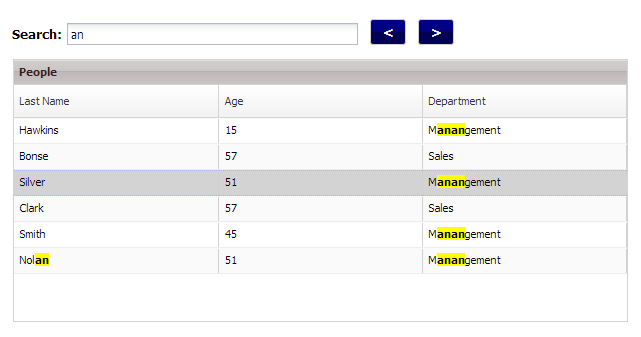 Search: an < >
People
Last Name Age Department
Hawkins 15 Manangement
Bonse 57 Sales
Silver 51 Manangement
Clark 57 Sales
Smith 45 Manangement
Nolan 51 Manangement